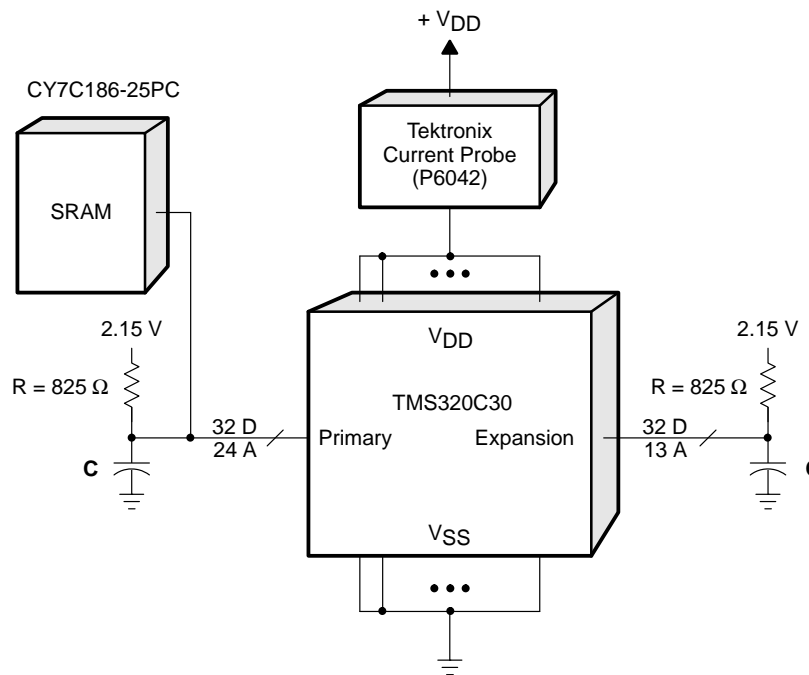 + VDD
CY7C186-25PC
Tektronix
Current Probe
(P6042)
SRAM
2.15 V
R = 825 Ω
C
32 D
24 A
VDD
TMS320C30
Primary
Expansion
VSS
2.15 V
R = 825 Ω
32 D
13 A